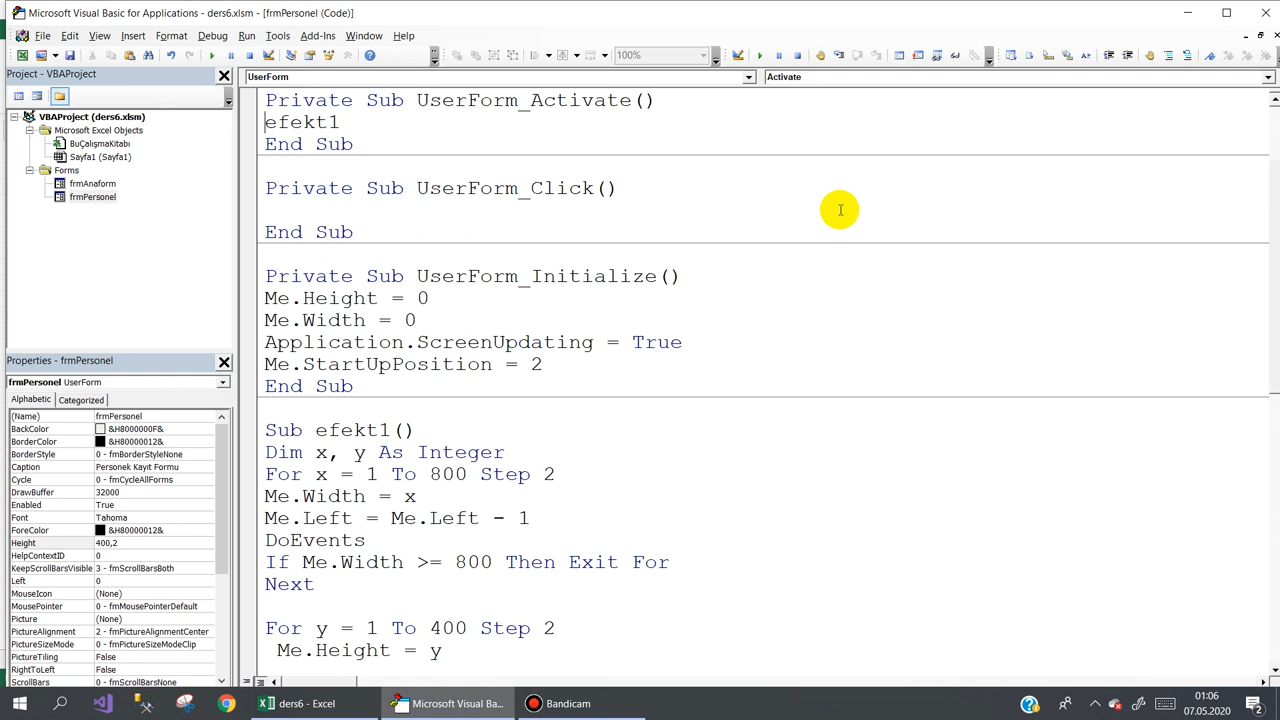 Microsoft Visual Basic for Applications - ders6.xlsm - [frmPersonel (Code)]
File Edit View Insert Format Debug Run Tools Add-Ins Window Help
100%
Project - VBAProject
UserForm
Activate
VBAProject (ders6.xlsm)
Microsoft Excel Objects
BuÇalışmaKitabı
Sayfa1 (Sayfa1)
Forms
frmAnaform
frmPersonel
Properties - frmPersonel
frmPersonel UserForm
Alphabetic Categorized
(Name) frmPersonel
BackColor &H8000000F&
BorderColor &H80000012&
BorderStyle 0 - fmBorderStyleNone
Caption Personek Kayıt Formu
Cycle 0 - fmCycleAllForms
DrawBuffer 32000
Enabled True
Font Tahoma
ForeColor &H80000012&
Height 400,2
HelpContextID 0
KeepScrollBarsVisible 3 - fmScrollBarsBoth
Left 0
MouseIcon (None)
MousePointer 0 - fmMousePointerDefault
Picture (None)
PictureAlignment 2 - fmPictureAlignmentCenter
PictureSizeMode 0 - fmPictureSizeModeClip
PictureTiling False
RightToLeft False
ScrollBars 0 - fmScrollBarsNone
Private Sub UserForm_Activate()
efekt1
End Sub
Private Sub UserForm_Click()
End Sub
Private Sub UserForm_Initialize()
Me.Height = 0
Me.Width = 0
Application.ScreenUpdating = True
Me.StartUpPosition = 2
End Sub
Sub efekt1()
Dim x, y As Integer
For x = 1 To 800 Step 2
Me.Width = x
Me.Left = Me.Left - 1
DoEvents
If Me.Width >= 800 Then Exit For
Next
For y = 1 To 400 Step 2
Me.Height = y
ders6 - Excel
Microsoft Visual Ba...
Bandicam
01:06
07.05.2020
2